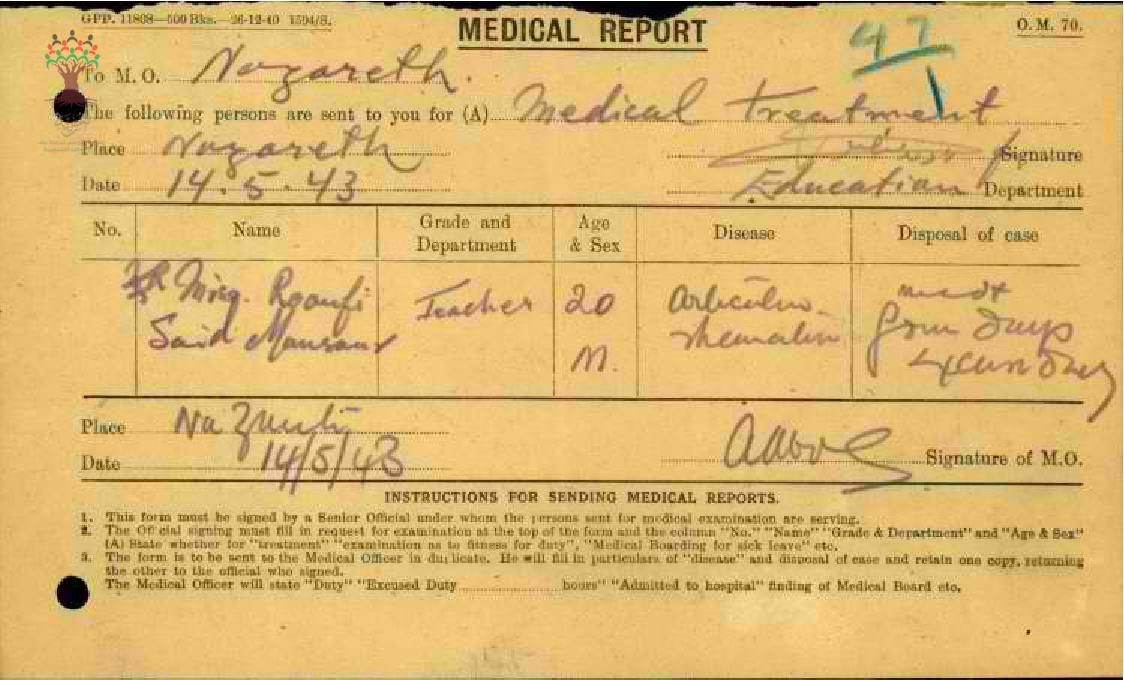 GPP. 11808—500 Bks. 26-12-40 1594/S.
MEDICAL REPORT
O.M. 70.
47
To M. O. Nazareth.
The following persons are sent to you for (A) Medical treatment
Place Nazareth
Signature
Date 14.5.43
Education Department
No. Name Grade and Department Age & Sex Disease Disposal of case
Teacher 20
Said Mansour
M.
Place
Date 14/5/43
Signature of M.O.
INSTRUCTIONS FOR SENDING MEDICAL REPORTS.
1. This form must be signed by a Senior Official under whom the persons sent for medical examination are serving.
2. The Official signing must fill in request for examination at the top of the form and the column "No." "Name" "Grade & Department" and "Age & Sex"
(A) State whether for "treatment" "examination as to fitness for duty", "Medical Boarding for sick leave" etc.
3. The form is to be sent to the Medical Officer in duplicate. He will fill in particulars of "disease" and disposal of case and retain one copy, returning
the other to the official who signed.
The Medical Officer will state "Duty" "Excused Duty hours" "Admitted to hospital" finding of Medical Board etc.